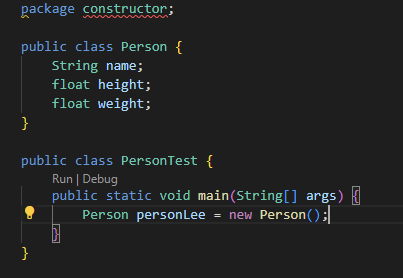 package constructor;
public class Person {
    String name;
    float height;
    float weight;
}
public class PersonTest {
    Run | Debug
    public static void main(String[] args) {
        Person personLee = new Person();
    }
}